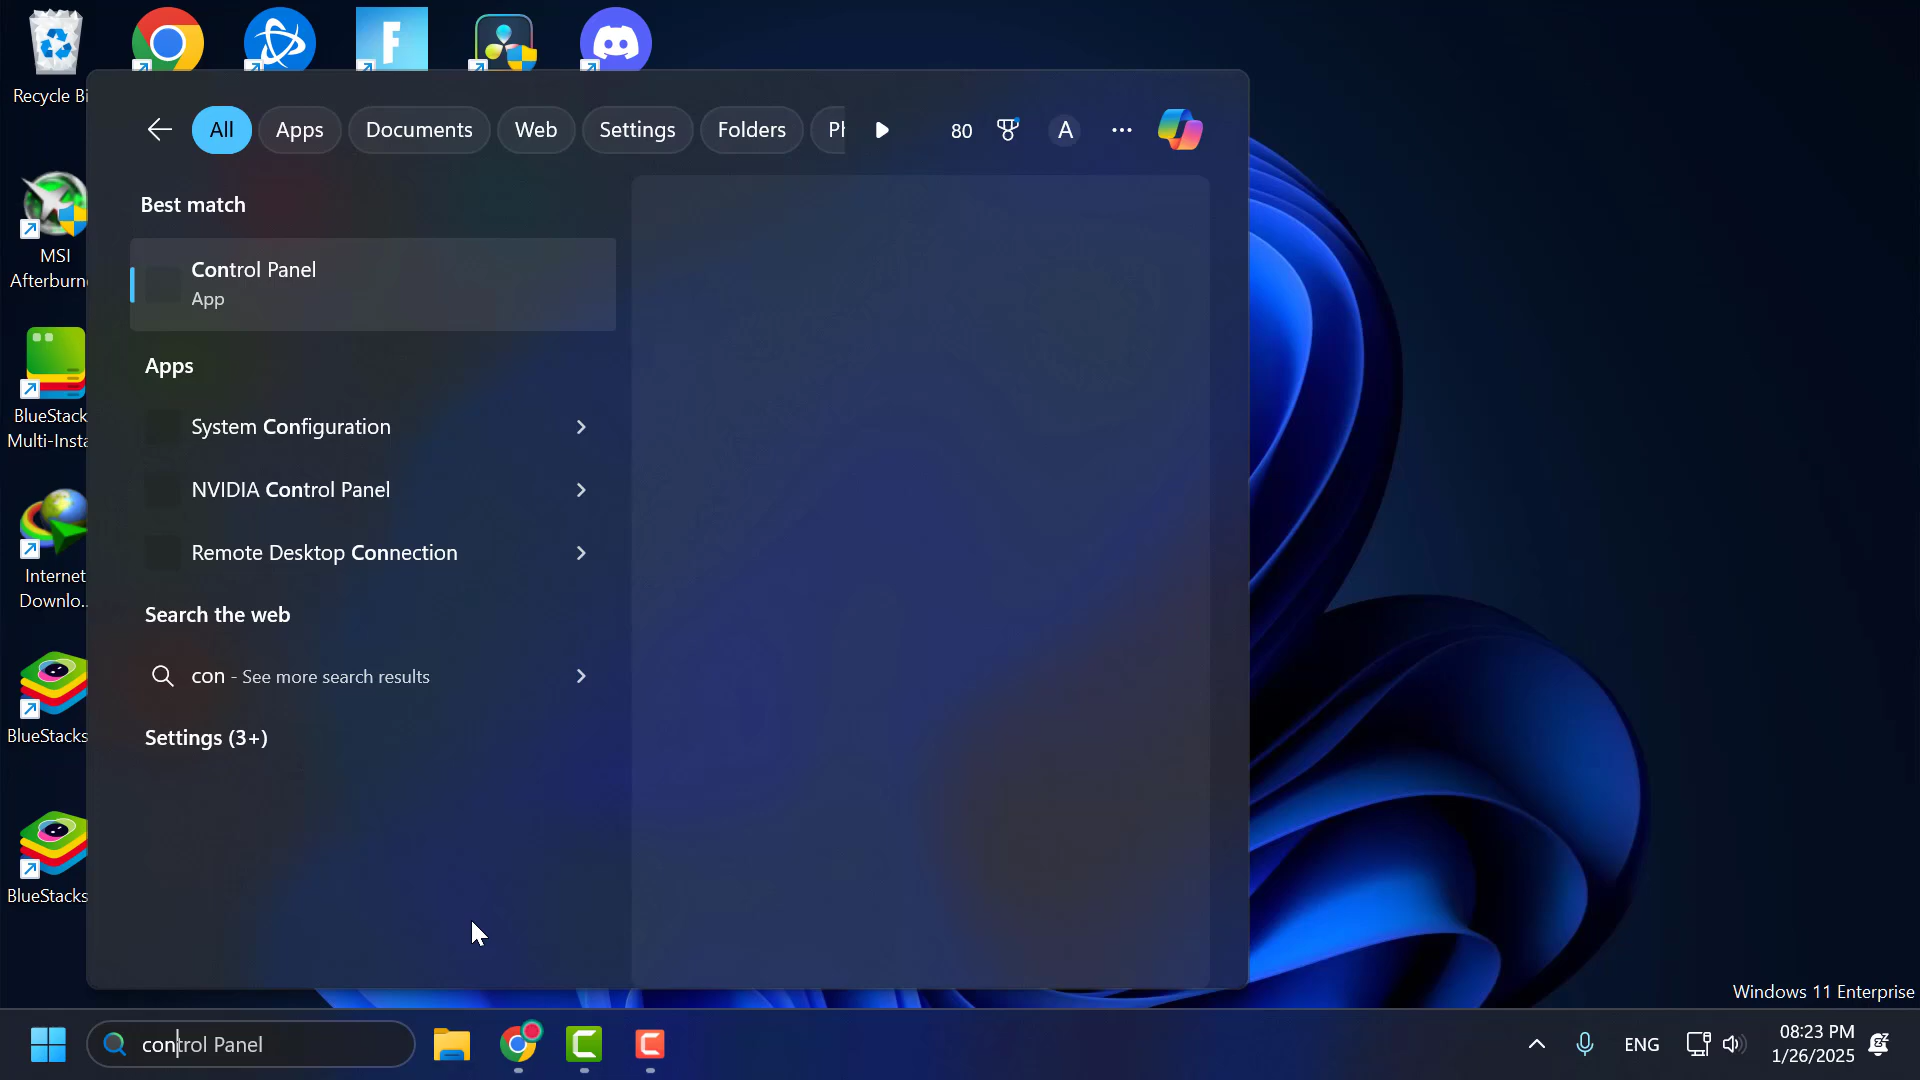 Recycle Bi
All
Apps
Documents
Web
Settings
Folders
80
A
Best match
Control Panel
App
Apps
System Configuration
NVIDIA Control Panel
Remote Desktop Connection
Search the web
con - See more search results
Settings (3+)
MSI
Afterburn
BlueStack
Multi-Insta
Internet
Downlo...
BlueStacks
BlueStacks
Windows 11 Enterprise
control Panel
ENG
08:23 PM
1/26/2025